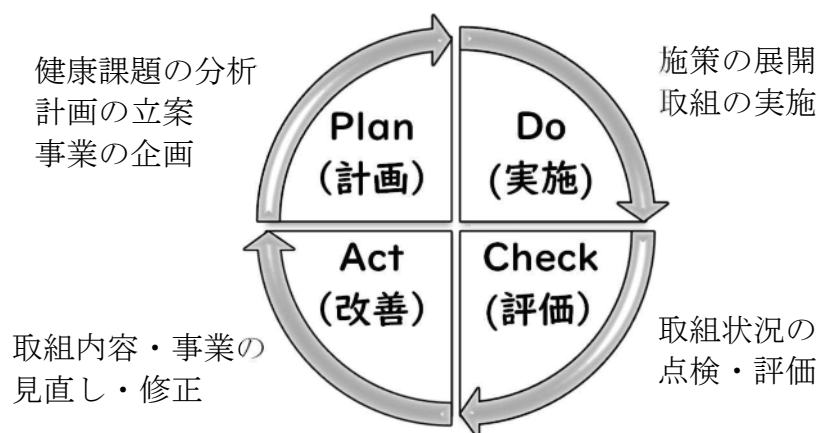 健康課題の分析
計画の立案
事業の企画
Plan
（計画）
Do
(実施)
施策の展開
取組の実施
Act
（改善）
Check
(評価)
取組内容・事業の
見直し・修正
取組状況の
点検・評価